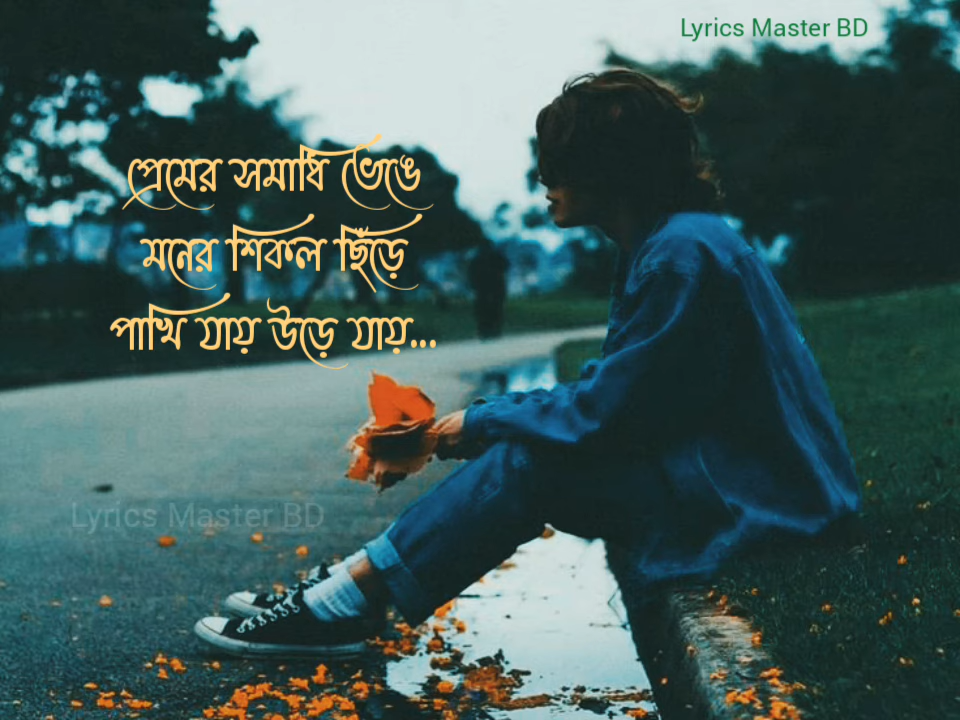 Lyrics Master BD
প্রেমের সমাধি ভেঙে
মনের শিকল ছিঁড়ে
পাখি যায় উড়ে যায়...
Lyrics Master BD